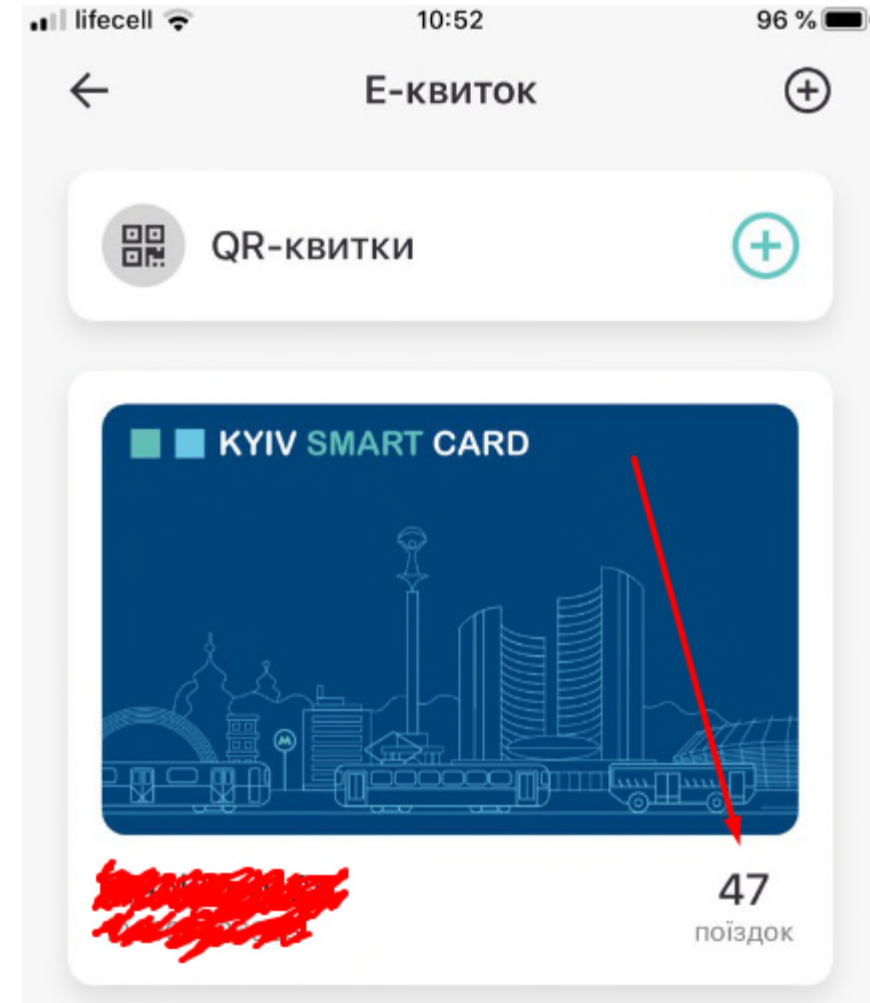 lifecell 10:52 96 %
Е-квиток
QR-квитки
KYIV SMART CARD
М
47
поїздок